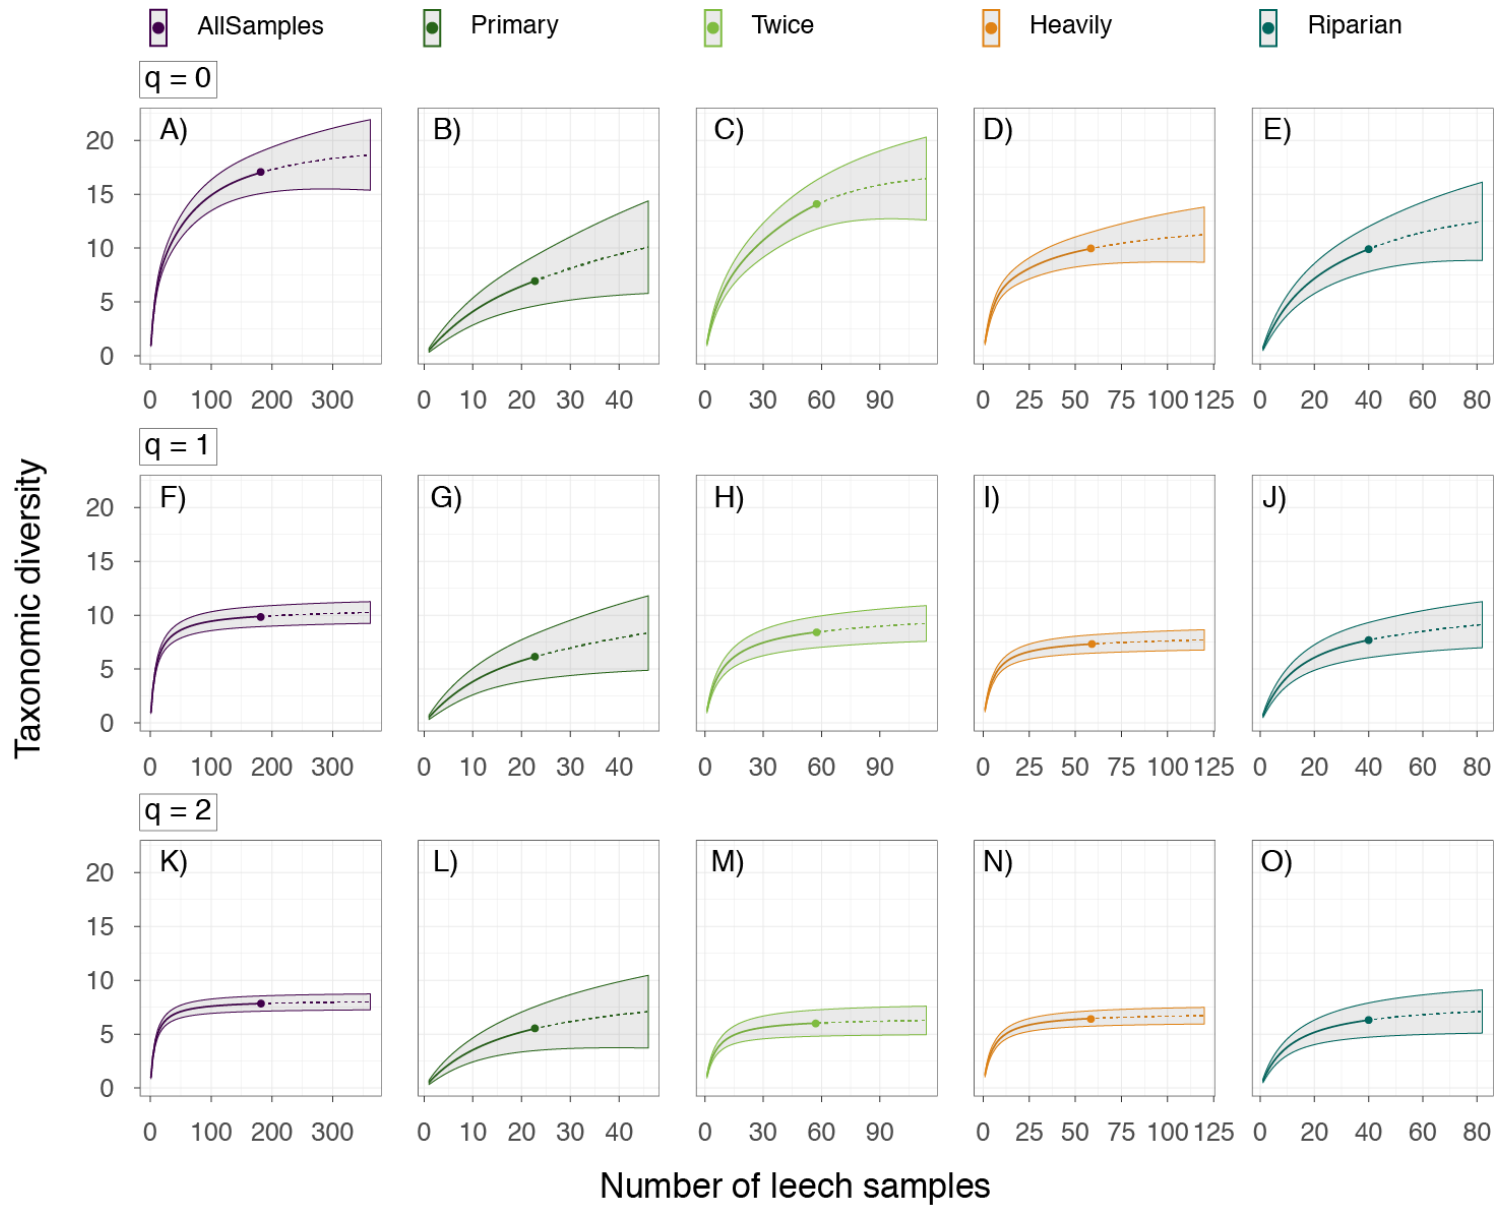 AllSamples Primary Twice Heavily Riparian
q = 0
A) B) C) D) E)
20
15
10
5
0
0 100 200 300 0 10 20 30 40 0 30 60 90 0 25 50 75 100 125 0 20 40 60 80
q = 1
F) G) H) I) J)
20
15
10
5
0
0 100 200 300 0 10 20 30 40 0 30 60 90 0 25 50 75 100 125 0 20 40 60 80
q = 2
K) L) M) N) O)
20
15
10
5
0
0 100 200 300 0 10 20 30 40 0 30 60 90 0 25 50 75 100 125 0 20 40 60 80
Taxonomic diversity
Number of leech samples